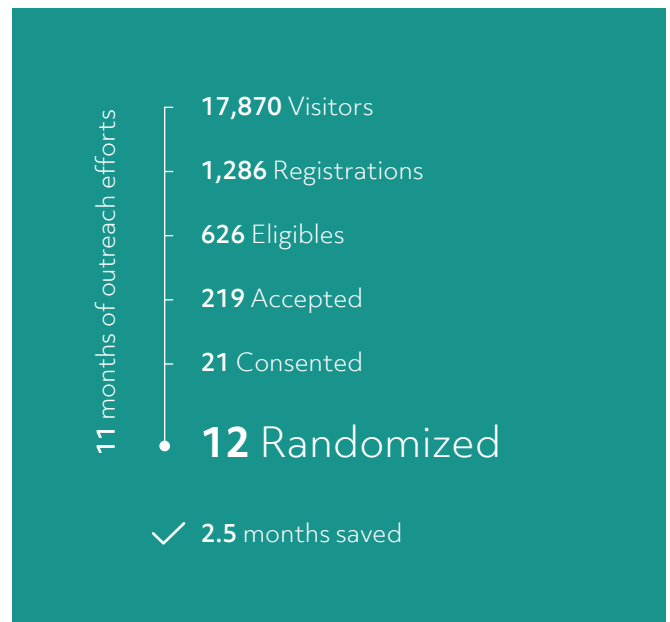 11 months of outreach efforts
17,870 Visitors
1,286 Registrations
626 Eligibles
219 Accepted
21 Consented
12 Randomized
2.5 months saved